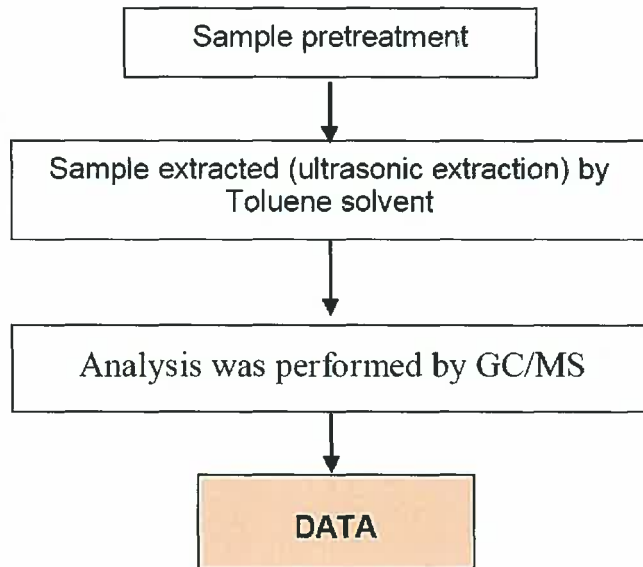 Sample pretreatment
Sample extracted (ultrasonic extraction) by
Toluene solvent
Analysis was performed by GC/MS
DATA